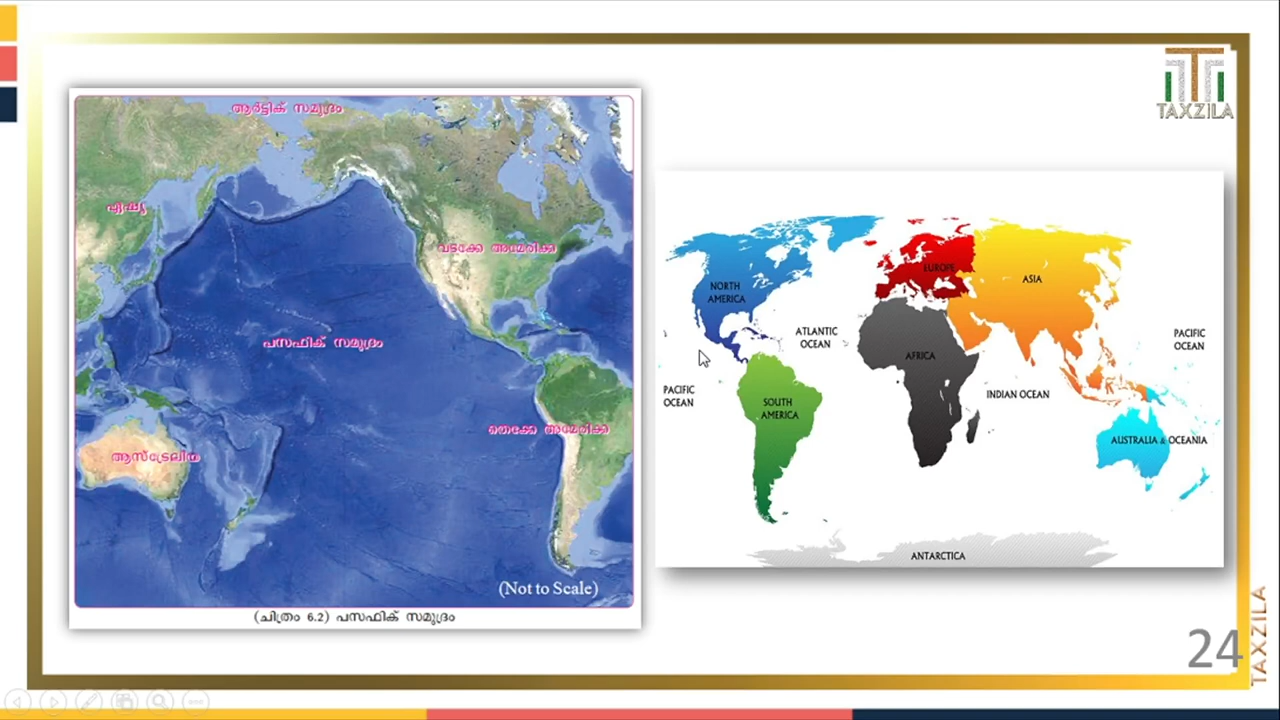 TAXZILA
ആർട്ടിക് സമുദ്രം
ഏഷ്യ
വടക്കേ അമേരിക്ക
പസഫിക് സമുദ്രം
തെക്കേ അമേരിക്ക
ആസ്ട്രേലിയ
(Not to Scale)
(ചിത്രം 6.2) പസഫിക് സമുദ്രം
EUROPE
ASIA
NORTH
AMERICA
ATLANTIC
OCEAN
PACIFIC
OCEAN
AFRICA
PACIFIC
OCEAN
INDIAN OCEAN
SOUTH
AMERICA
AUSTRALIA & OCEANIA
ANTARCTICA
24
TAXZILA